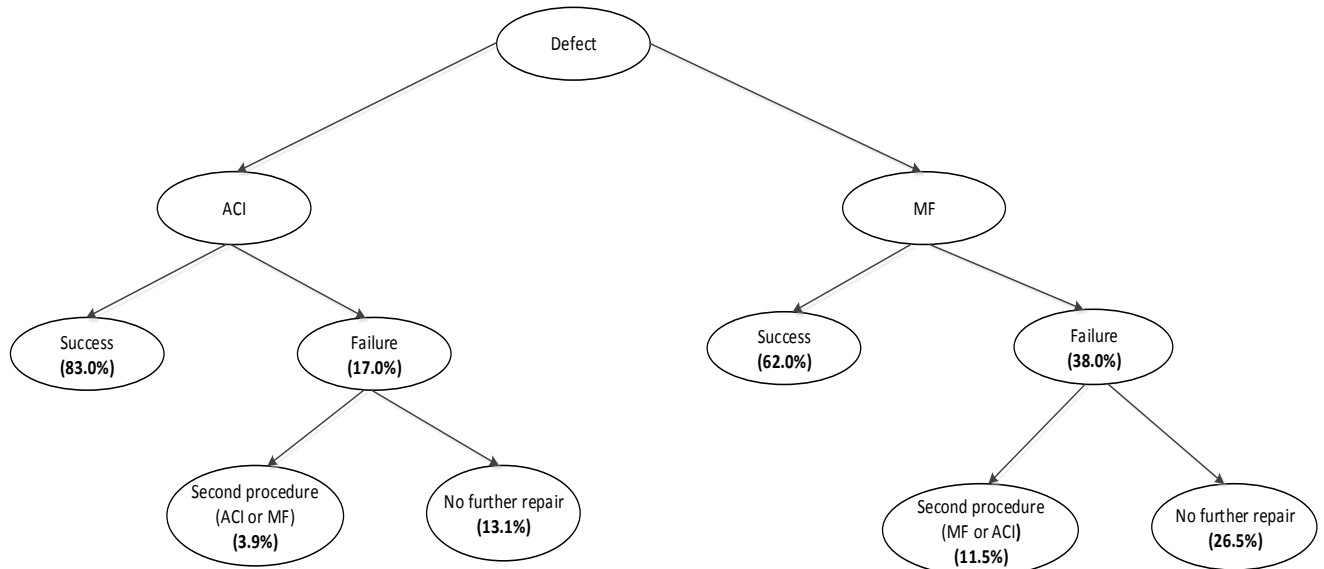 Defect
ACI
MF
Success
(83.0%)
Failure
(17.0%)
Success
(62.0%)
Failure
(38.0%)
Second procedure
(ACI or MF)
(3.9%)
No further repair
(13.1%)
Second procedure
(MF or ACI)
(11.5%)
No further repair
(26.5%)